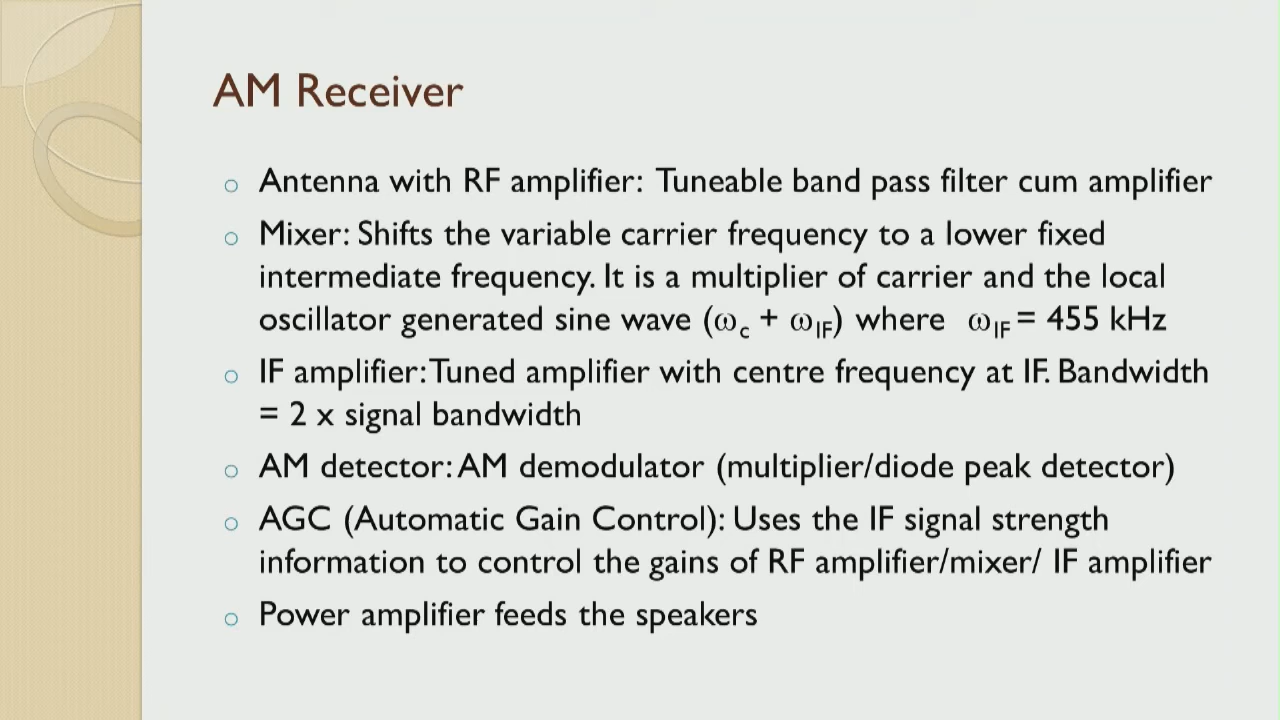 AM Receiver
Antenna with RF amplifier: Tuneable band pass filter cum amplifier
Mixer: Shifts the variable carrier frequency to a lower fixed
intermediate frequency. It is a multiplier of carrier and the local
oscillator generated sine wave (ω_c + ω_IF) where ω_IF = 455 kHz
IF amplifier: Tuned amplifier with centre frequency at IF. Bandwidth
= 2 x signal bandwidth
AM detector: AM demodulator (multiplier/diode peak detector)
AGC (Automatic Gain Control): Uses the IF signal strength
information to control the gains of RF amplifier/mixer/ IF amplifier
Power amplifier feeds the speakers